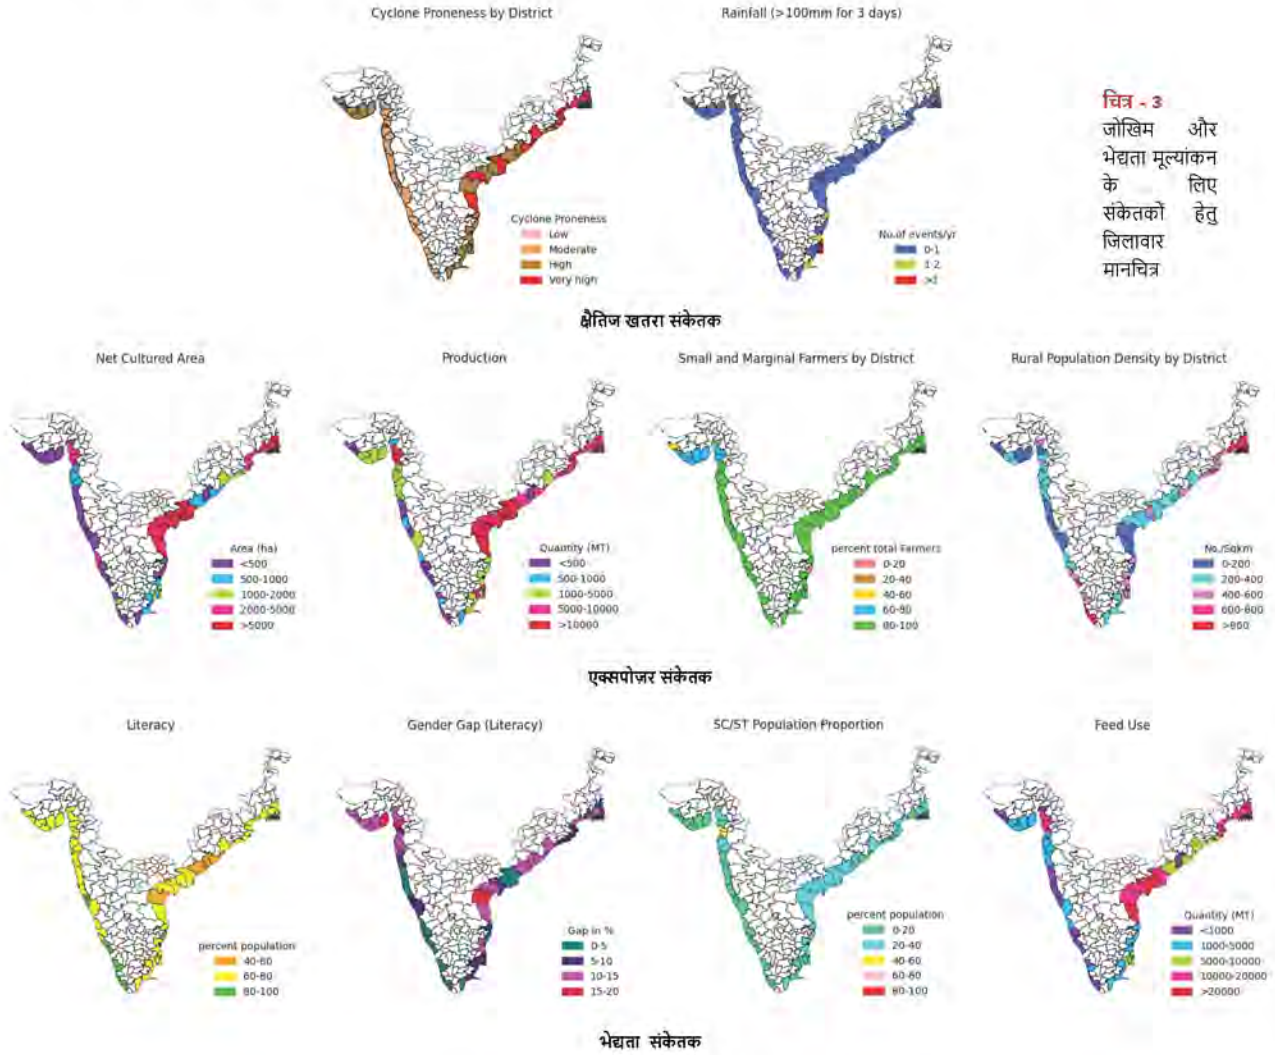 Cyclone Proneness by District
Rainfall (>100mm for 3 days)
Cyclone Proneness
Low
Moderate
High
Very high
No.of events/yr
0-1
1-2
>3
चित्र - 3
जोखिम और
भेद्यता मूल्यांकन
के लिए
संकेतकों हेतु
जिलावार
मानचित्र
क्षैतिज खतरा संकेतक
Net Cultured Area
Production
Small and Marginal Farmers by District
Rural Population Density by District
Area (ha)
<500
500-1000
1000-2000
2000-5000
>5000
Quantity (MT)
<500
500-1000
1000-5000
5000-10000
>10000
percent total Farmers
0-20
20-40
40-60
60-80
80-100
No./Sqkm
0-200
200-400
400-600
600-800
>800
एक्सपोज़र संकेतक
Literacy
Gender Gap (Literacy)
SC/ST Population Proportion
Feed Use
percent population
40-60
60-80
80-100
Gap in %
0-5
5-10
10-15
15-20
percent population
0-20
20-40
40-60
60-80
80-100
Quantity (MT)
<1000
1000-5000
5000-10000
10000-20000
>20000
भेद्यता संकेतक